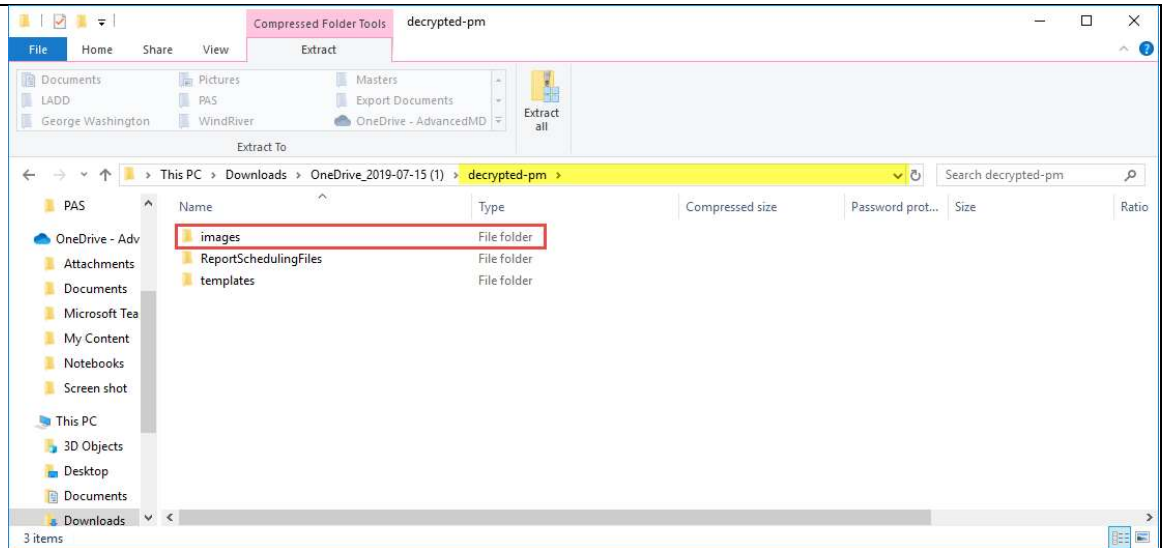 Compressed Folder Tools decrypted-pm
File Home Share View Extract
Documents Pictures Masters
LADD PAS Export Documents
George Washington WindRiver OneDrive - AdvancedMD
Extract all
Extract To
This PC > Downloads > OneDrive_2019-07-15 (1) > decrypted-pm > Search decrypted-pm
PAS
Name Type Compressed size Password prot... Size Ratio
OneDrive - Adv
images File folder
Attachments
ReportSchedulingFiles File folder
Documents
templates File folder
Microsoft Tea
My Content
Notebooks
Screen shot
This PC
3D Objects
Desktop
Documents
Downloads
3 items